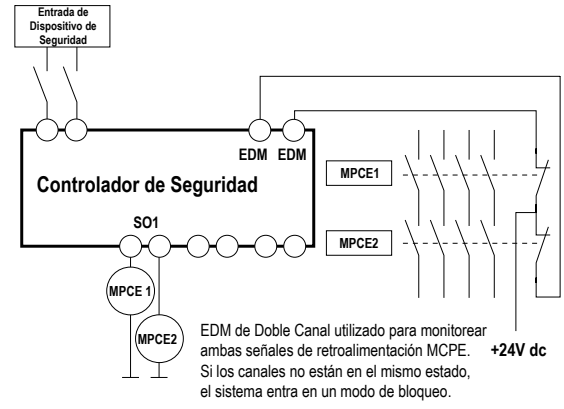 Entrada de
Dispositivo de
Seguridad
EDM EDM
Controlador de Seguridad
SO1
MPCE1
MPCE2
MPCE 1
MPCE2
EDM de Doble Canal utilizado para monitorear
ambas señales de retroalimentación MCPE.
Si los canales no están en el mismo estado,
el sistema entra en un modo de bloqueo.
+24V dc